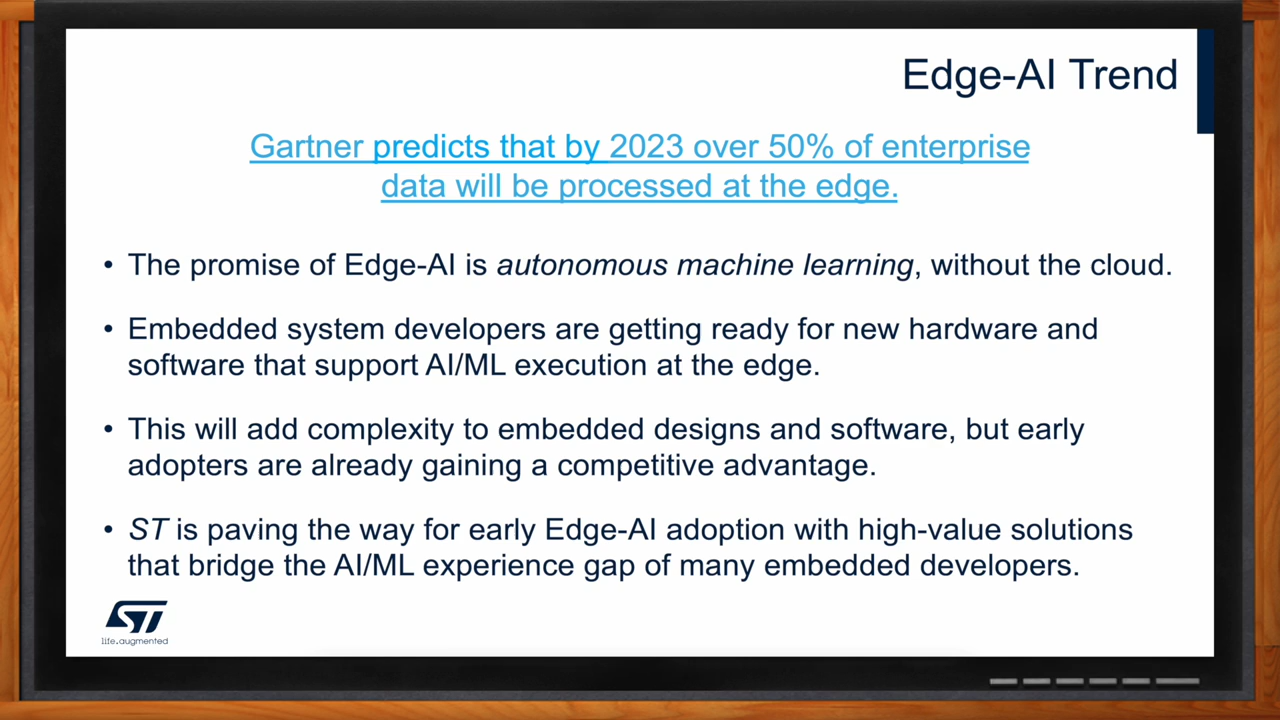 Edge-AI Trend
Gartner predicts that by 2023 over 50% of enterprise
data will be processed at the edge.
• The promise of Edge-AI is autonomous machine learning, without the cloud.
• Embedded system developers are getting ready for new hardware and
software that support AI/ML execution at the edge.
• This will add complexity to embedded designs and software, but early
adopters are already gaining a competitive advantage.
• ST is paving the way for early Edge-AI adoption with high-value solutions
that bridge the AI/ML experience gap of many embedded developers.
ST
life.augmented